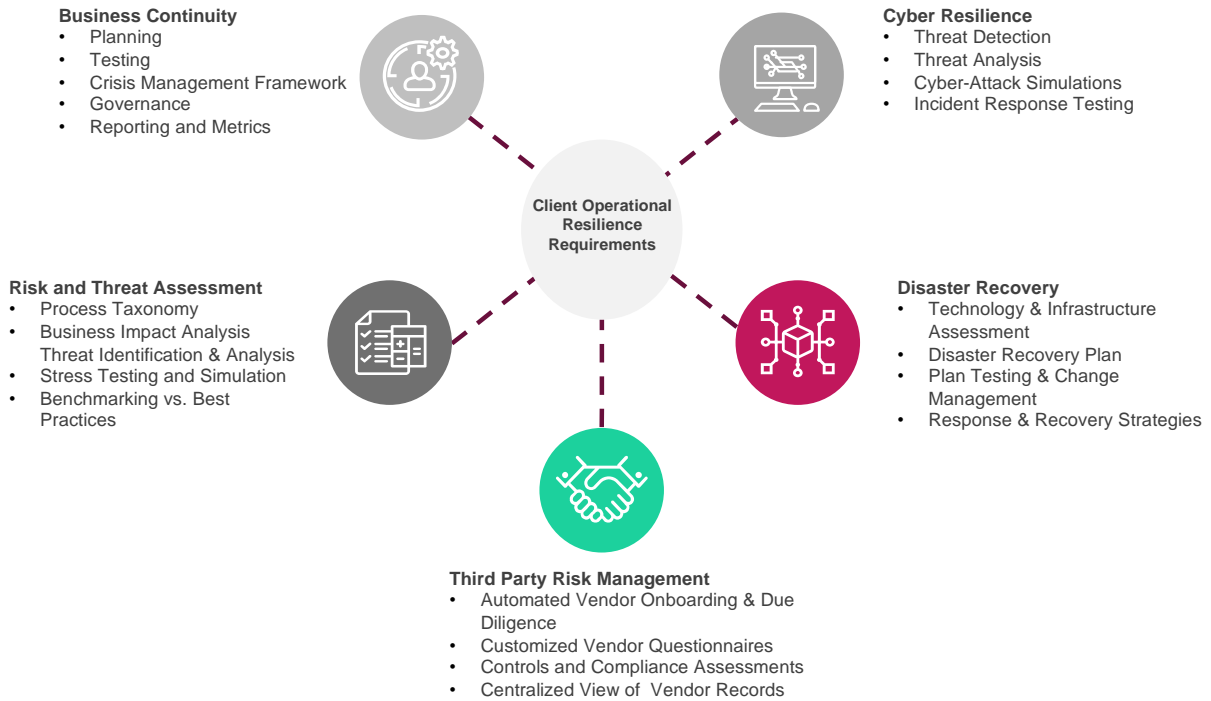 Business Continuity
• Planning
• Testing
• Crisis Management Framework
• Governance
• Reporting and Metrics
Cyber Resilience
• Threat Detection
• Threat Analysis
• Cyber-Attack Simulations
• Incident Response Testing
Client Operational
Resilience
Requirements
Risk and Threat Assessment
• Process Taxonomy
• Business Impact Analysis
Threat Identification & Analysis
• Stress Testing and Simulation
• Benchmarking vs. Best
Practices
Disaster Recovery
• Technology & Infrastructure
Assessment
• Disaster Recovery Plan
• Plan Testing & Change
Management
• Response & Recovery Strategies
Third Party Risk Management
• Automated Vendor Onboarding & Due
Diligence
• Customized Vendor Questionnaires
• Controls and Compliance Assessments
• Centralized View of  Vendor Records